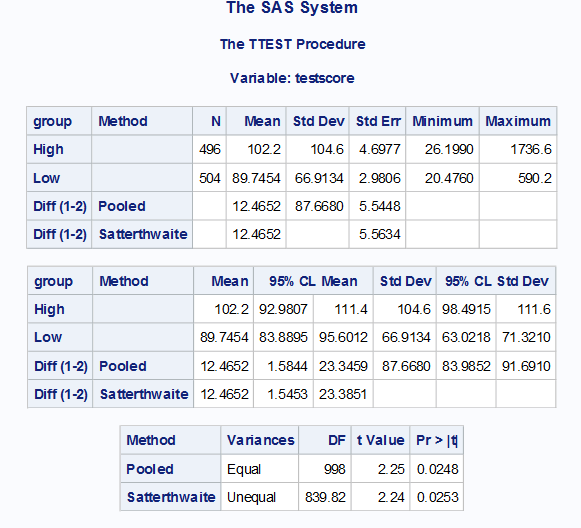 The SAS System
The TTEST Procedure
Variable: testscore
group Method N Mean Std Dev Std Err Minimum Maximum
High 496 102.2 104.6 4.6977 26.1990 1736.6
Low 504 89.7454 66.9134 2.9806 20.4760 590.2
Diff (1-2) Pooled 12.4652 87.6680 5.5448
Diff (1-2) Satterthwaite 12.4652 5.5634
group Method Mean 95% CL Mean Std Dev 95% CL Std Dev
High 102.2 92.9807 111.4 104.6 98.4915 111.6
Low 89.7454 83.8895 95.6012 66.9134 63.0218 71.3210
Diff (1-2) Pooled 12.4652 1.5844 23.3459 87.6680 83.9852 91.6910
Diff (1-2) Satterthwaite 12.4652 1.5453 23.3851
Method Variances DF t Value Pr > |t|
Pooled Equal 998 2.25 0.0248
Satterthwaite Unequal 839.82 2.24 0.0253